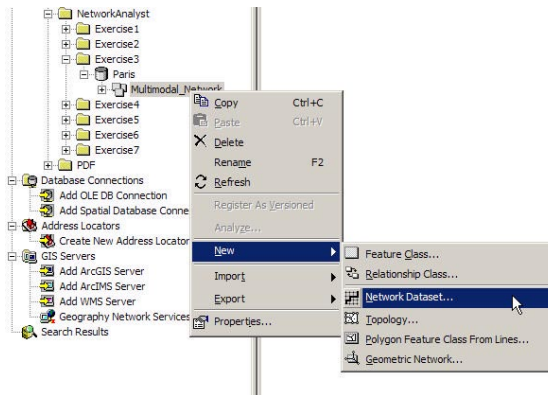 NetworkAnalyst
Exercise1
Exercise2
Exercise3
Paris
Multimodal_Network
Exercise4
Exercise5
Exercise6
Exercise7
PDF
Database Connections
Add OLE DB Connection
Add Spatial Database Conne
Address Locators
Create New Address Locator
GIS Servers
Add ArcGIS Server
Add ArcIMS Server
Add WMS Server
Geography Network Services
Search Results
Copy Ctrl+C
Paste Ctrl+V
Delete
Rename F2
Refresh
Register As Versioned
Analyze...
New
Import
Export
Properties...
Feature Class...
Relationship Class...
Network Dataset...
Topology...
Polygon Feature Class From Lines...
Geometric Network...